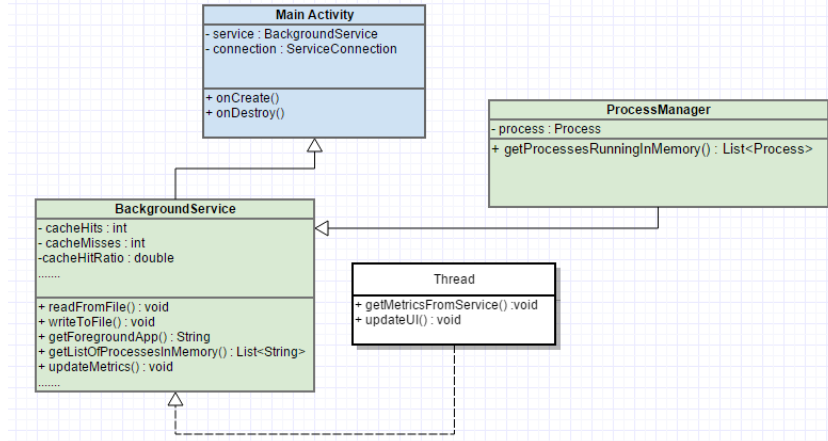 Main Activity
- service : BackgroundService
- connection : ServiceConnection
+ onCreate()
+ onDestroy()
ProcessManager
- process : Process
+ getProcessesRunningInMemory() : List<Process>
BackgroundService
- cacheHits : int
- cacheMisses : int
-cacheHitRatio : double
.......
+ readFromFile() : void
+ writeToFile() : void
+ getForegroundApp() : String
+ getListOfProcessesInMemory() : List<String>
+ updateMetrics() : void
.......
Thread
+ getMetricsFromService() :void
+ updateUI() : void